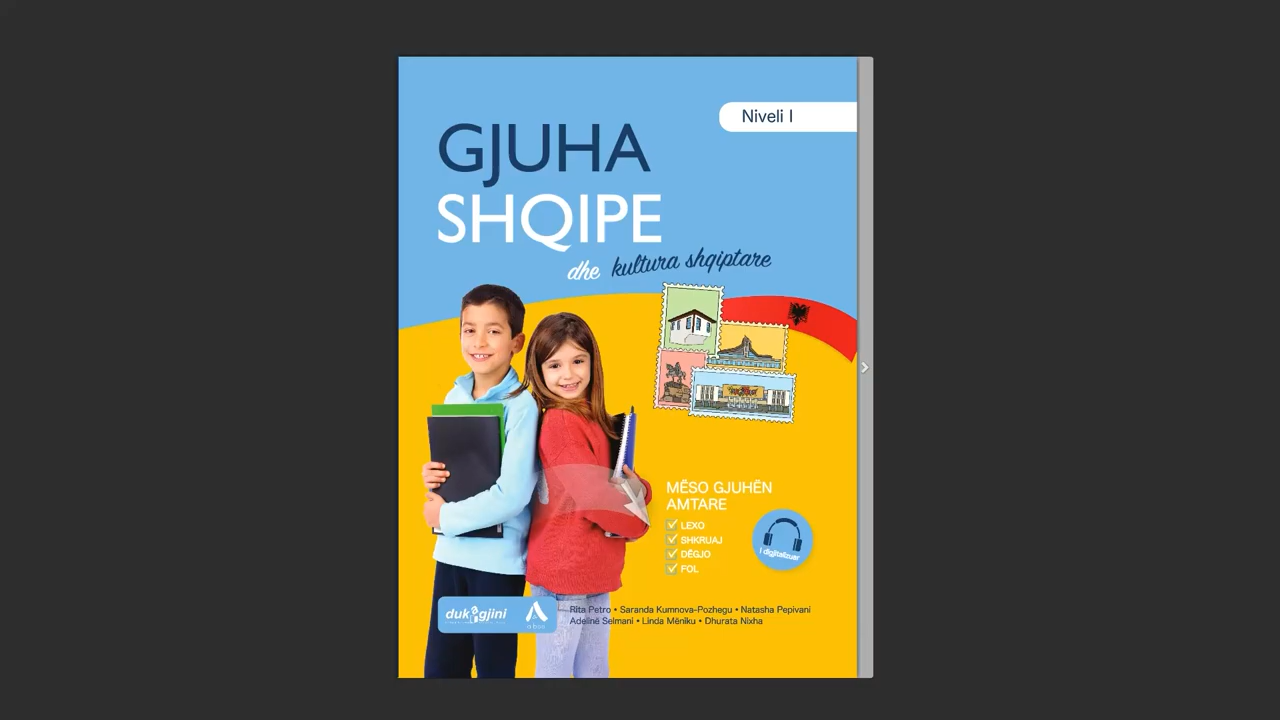 Niveli I
GJUHA
SHQIPE
dhe kultura shqiptare
MËSO GJUHËN
AMTARE
LEXO
SHKRUAJ
DËGJO
FOL
I digjitalizuar
dukagjini
Rita Petro • Saranda Kumnova-Pozhegu • Natasha Pepivani
Adelinë Selmani • Linda Mëniku • Dhurata Nixha